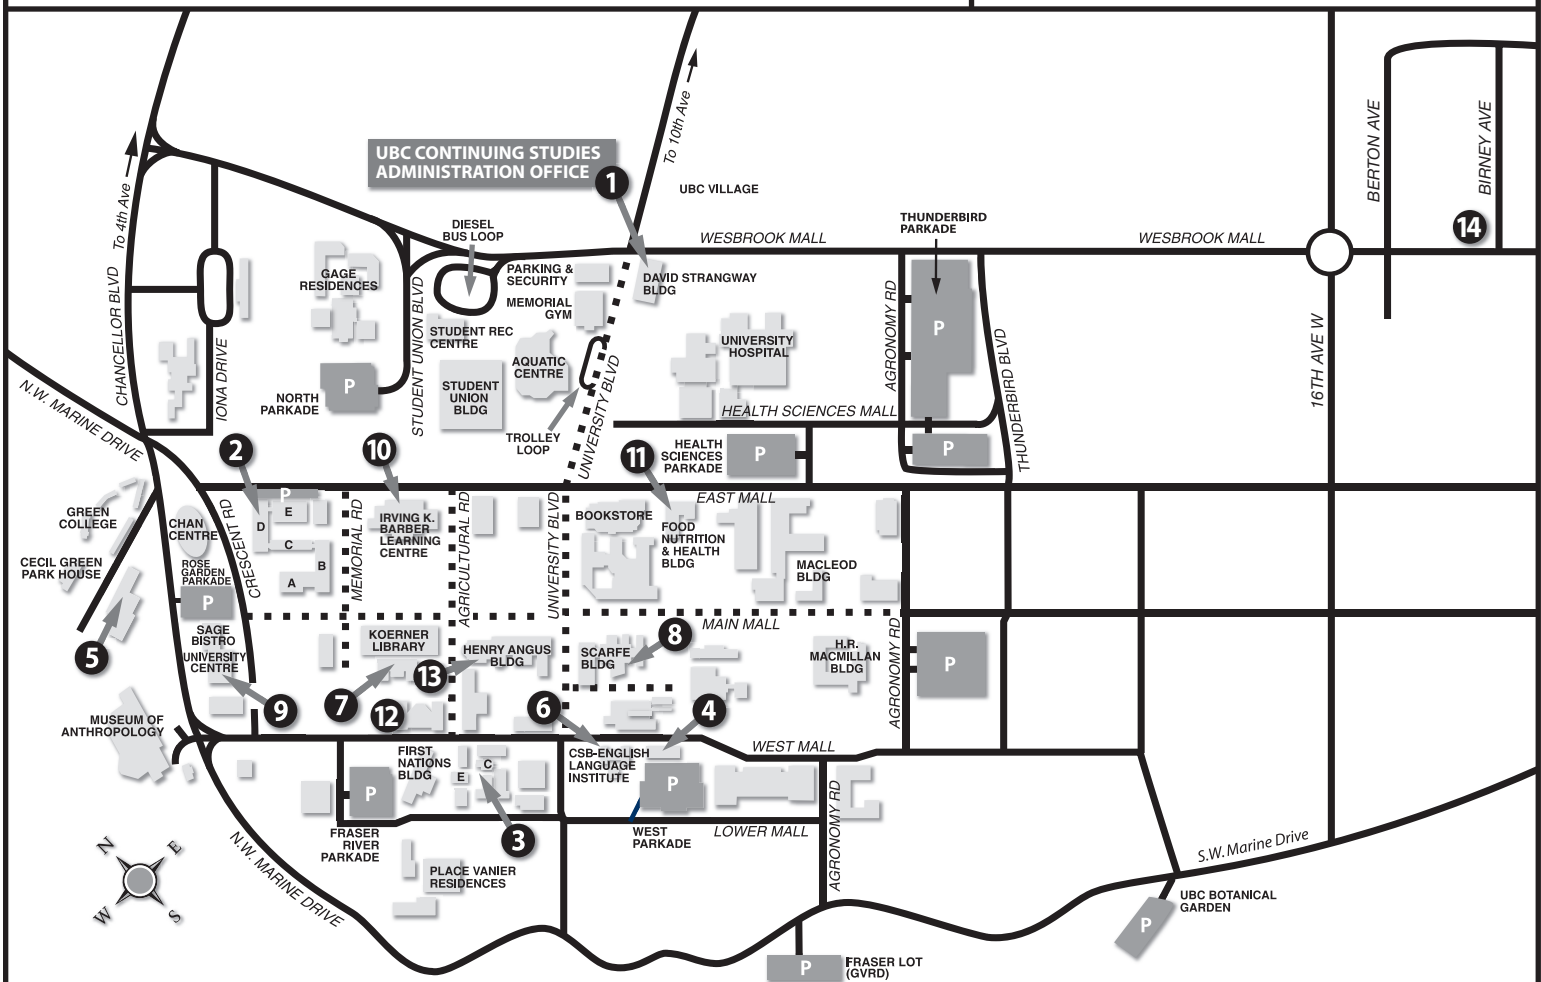 UBC CONTINUING STUDIES
ADMINISTRATION OFFICE
1
To 10th Ave
UBC VILLAGE
BERTON AVE
BIRNEY AVE
14
To 4th Ave
CHANCELLOR BLVD
DIESEL
BUS LOOP
WESBROOK MALL
THUNDERBIRD
PARKADE
WESBROOK MALL
GAGE
RESIDENCES
PARKING &
SECURITY
DAVID STRANGWAY
BLDG
MEMORIAL
GYM
STUDENT UNION BLVD
STUDENT REC
CENTRE
AGRONOMY RD
P
UNIVERSITY
HOSPITAL
THUNDERBIRD BLVD
16TH AVE W
IONA DRIVE
AQUATIC
CENTRE
UNIVERSITY BLVD
N.W. MARINE DRIVE
NORTH
PARKADE
P
STUDENT
UNION
BLDG
HEALTH SCIENCES MALL
TROLLEY
LOOP
2
10
11
HEALTH
SCIENCES
PARKADE
P
P
EAST MALL
GREEN
COLLEGE
CHAN
CENTRE
CRESCENT RD
P
E
D
C
B
A
MEMORIAL RD
IRVING K.
BARBER
LEARNING
CENTRE
AGRICULTURAL RD
UNIVERSITY BLVD
BOOKSTORE
FOOD
NUTRITION
& HEALTH
BLDG
MACLEOD
BLDG
CECIL GREEN
PARK HOUSE
ROSE
GARDEN
PARKADE
P
5
SAGE
BISTRO
UNIVERSITY
CENTRE
9
KOERNER
LIBRARY
7
13
12
HENRY ANGUS
BLDG
MAIN MALL
SCARFE
BLDG
8
H.R.
MACMILLAN
BLDG
AGRONOMY RD
P
6
4
MUSEUM OF
ANTHROPOLOGY
FIRST
NATIONS
BLDG
C
E
3
CSB-ENGLISH
LANGUAGE
INSTITUTE
WEST MALL
P
P
FRASER
RIVER
PARKADE
WEST
PARKADE
LOWER MALL
AGRONOMY RD
N
E
W
S
N.W. MARINE DRIVE
PLACE VANIER
RESIDENCES
S.W. Marine Drive
UBC BOTANICAL
GARDEN
P
P
FRASER LOT
(GVRD)